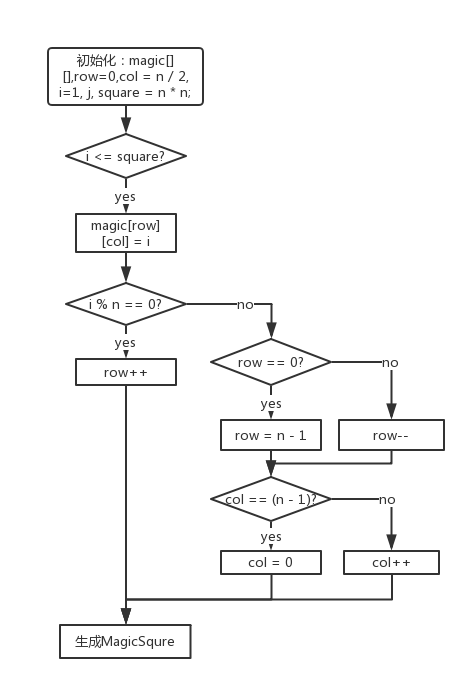 初始化：magic[]
[],row=0,col = n / 2,
i=1, j, square = n * n;
i <= square?
yes
magic[row]
[col] = i
i % n == 0?
no
yes
row == 0?
no
row++
yes
row = n - 1
row--
col == (n - 1)?
no
yes
col = 0
col++
生成MagicSqure